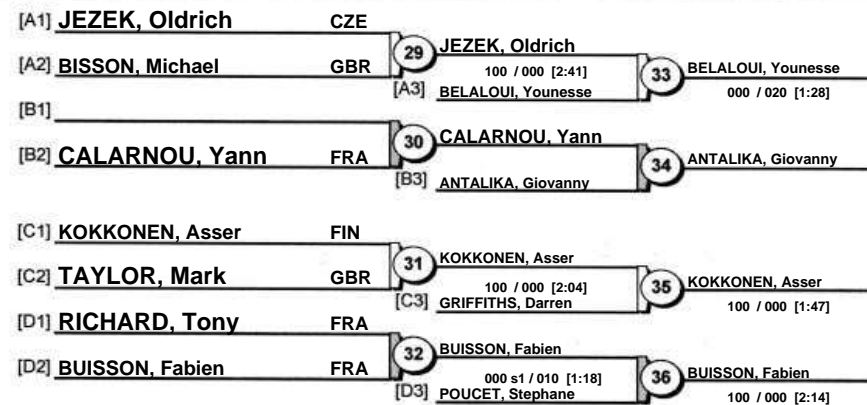 [A1] JEZEK, Oldrich CZE
29 JEZEK, Oldrich
[A2] BISSON, Michael GBR
100 / 000 [2:41]
33 BELALOUI, Younesse
[A3] BELALOUI, Younesse
000 / 020 [1:28]
[B1]
30 CALARNOU, Yann
[B2] CALARNOU, Yann FRA
34 ANTALIKA, Giovanny
[B3] ANTALIKA, Giovanny
[C1] KOKKONEN, Asser FIN
31 KOKKONEN, Asser
[C2] TAYLOR, Mark GBR
100 / 000 [2:04]
35 KOKKONEN, Asser
[C3] GRIFFITHS, Darren
100 / 000 [1:47]
[D1] RICHARD, Tony FRA
32 BUISSON, Fabien
[D2] BUISSON, Fabien FRA
000 s1 / 010 [1:18]
36 BUISSON, Fabien
[D3] POUCET, Stephane
100 / 000 [2:14]